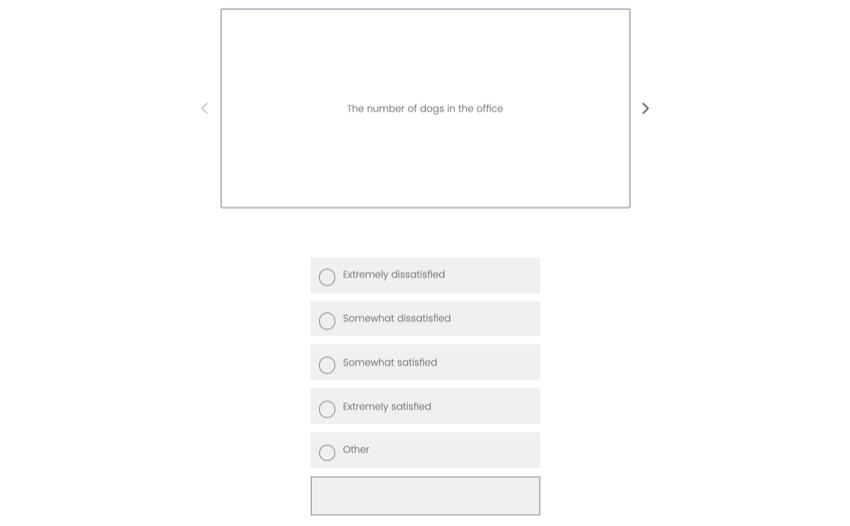 The number of dogs in the office
Extremely dissatisfied
Somewhat dissatisfied
Somewhat satisfied
Extremely satisfied
Other